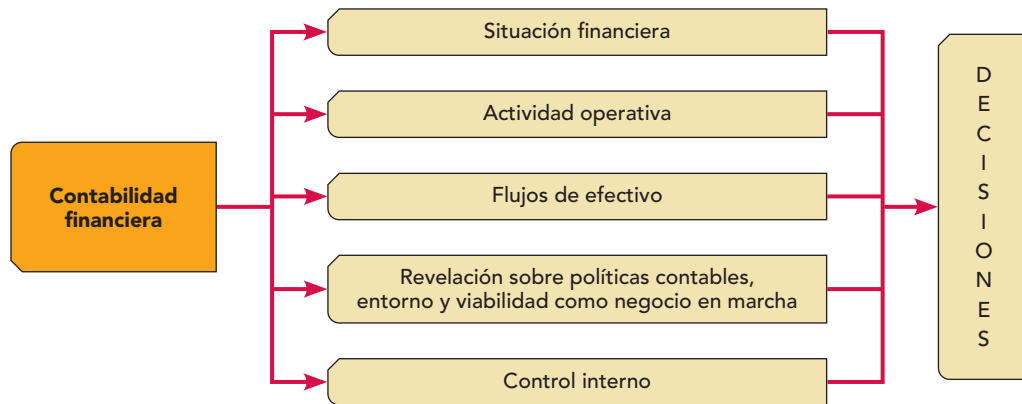 Contabilidad
financiera
Situación financiera
Actividad operativa
Flujos de efectivo
Revelación sobre políticas contables,
entorno y viabilidad como negocio en marcha
Control interno
D
E
C
I
S
I
O
N
E
S